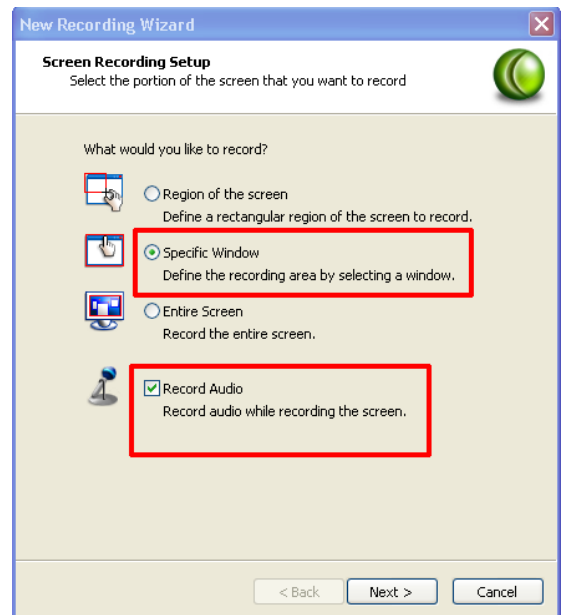 New Recording Wizard
Screen Recording Setup
Select the portion of the screen that you want to record
What would you like to record?
Region of the screen
Define a rectangular region of the screen to record.
Specific Window
Define the recording area by selecting a window.
Entire Screen
Record the entire screen.
Record Audio
Record audio while recording the screen.
< Back
Next >
Cancel